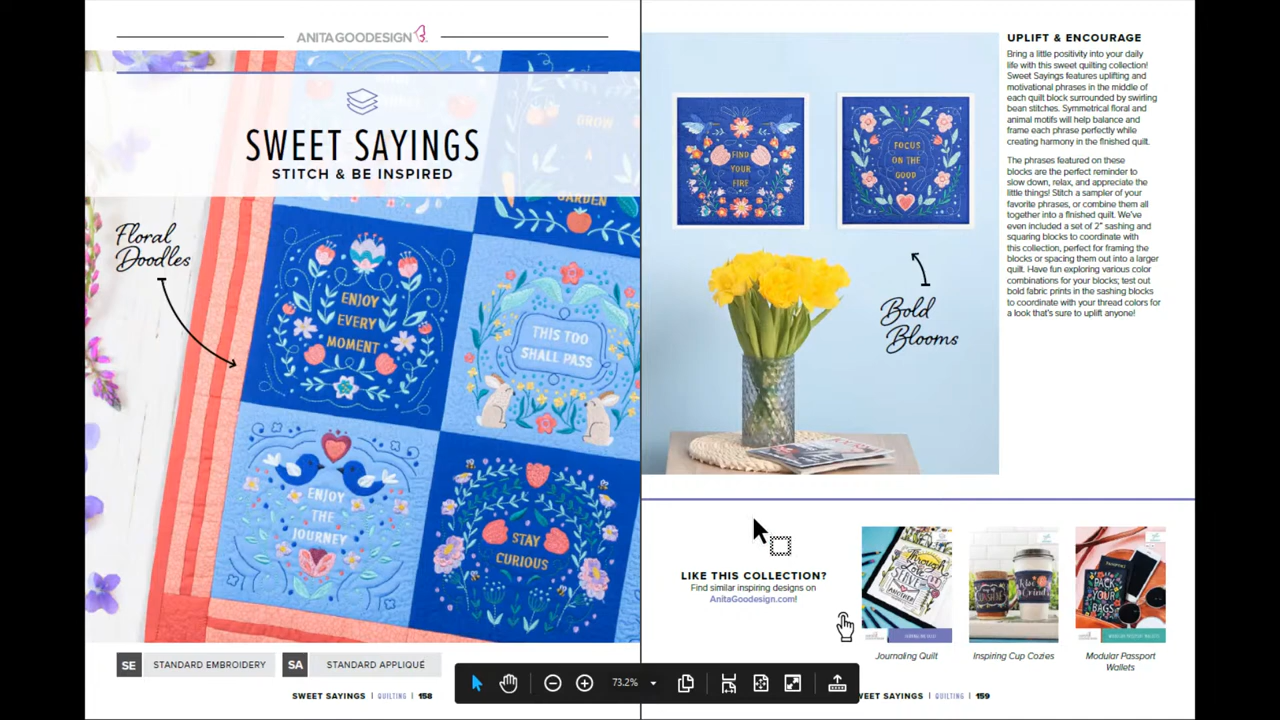 ANITAGOODESIGN
SWEET SAYINGS
STITCH & BE INSPIRED
GROW
A
GARDEN
Floral
Doodles
ENJOY
EVERY
MOMENT
THIS TOO
SHALL PASS
ENJOY
THE
JOURNEY
STAY
CURIOUS
SE STANDARD EMBROIDERY SA STANDARD APPLIQUÉ
SWEET SAYINGS | QUILTING | 158
FIND
YOUR
FIRE
FOCUS
ON THE
GOOD
Bold
Blooms
UPLIFT & ENCOURAGE
Bring a little positivity into your daily
life with this sweet quilting collection!
Sweet Sayings features uplifting and
motivational phrases in the middle of
each quilt block surrounded by swirling
bean stitches. Symmetrical floral and
animal motifs will help balance and
frame each phrase perfectly while
creating harmony in the finished quilt.
The phrases featured on these
blocks are the perfect reminder to
slow down, relax, and appreciate the
little things! Stitch a sampler of your
favorite phrases, or combine them all
together into a finished quilt. We've
even included a set of 2" sashing and
squaring blocks to coordinate with
this collection, perfect for framing the
blocks or spacing them out into a larger
quilt. Have fun exploring various color
combinations for your blocks; test out
bold fabric prints in the sashing blocks
to coordinate with your thread colors for
a look that's sure to uplift anyone!
LIKE THIS COLLECTION?
Find similar inspiring designs on
AnitaGoodesign.com!
Through
PACK
YOUR
BAGS
Journaling Quilt
Inspiring Cup Cozies
Modular Passport
Wallets
73.2%
WEET SAYINGS | QUILTING | 159